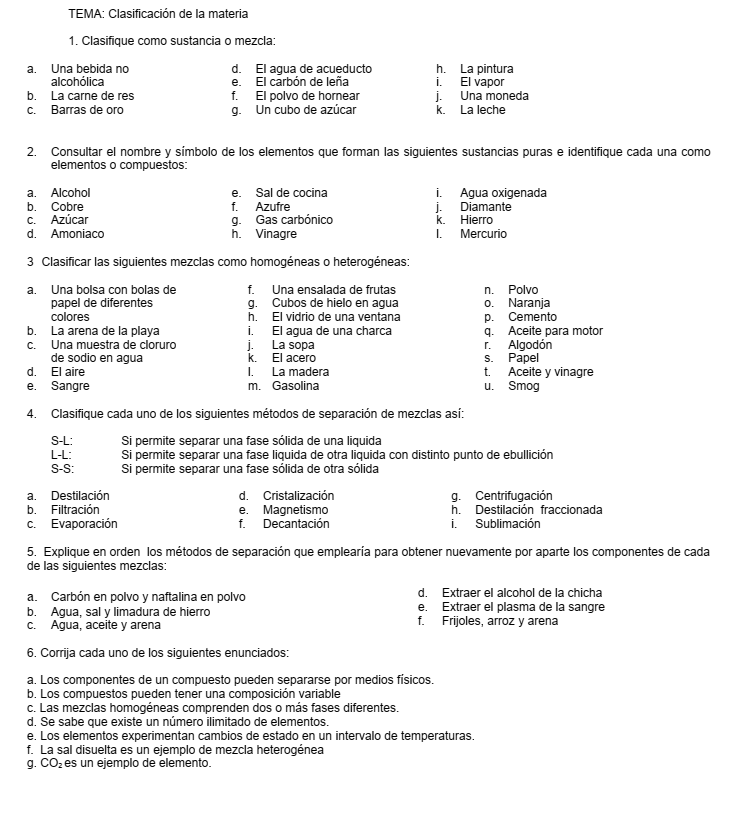 TEMA: Clasificación de la materia
1. Clasifique como sustancia o mezcla:
a. Una bebida no
alcohólica
b. La carne de res
c. Barras de oro
d. El agua de acueducto
e. El carbón de leña
f. El polvo de hornear
g. Un cubo de azúcar
h. La pintura
i. El vapor
j. Una moneda
k. La leche
2. Consultar el nombre y símbolo de los elementos que forman las siguientes sustancias puras e identifique cada una como
elementos o compuestos:
a. Alcohol
b. Cobre
c. Azúcar
d. Amoniaco
e. Sal de cocina
f. Azufre
g. Gas carbónico
h. Vinagre
i. Agua oxigenada
j. Diamante
k. Hierro
l. Mercurio
3 Clasificar las siguientes mezclas como homogéneas o heterogéneas:
a. Una bolsa con bolas de
papel de diferentes
colores
b. La arena de la playa
c. Una muestra de cloruro
de sodio en agua
d. El aire
e. Sangre
f. Una ensalada de frutas
g. Cubos de hielo en agua
h. El vidrio de una ventana
i. El agua de una charca
j. La sopa
k. El acero
l. La madera
m. Gasolina
n. Polvo
o. Naranja
p. Cemento
q. Aceite para motor
r. Algodón
s. Papel
t. Aceite y vinagre
u. Smog
4. Clasifique cada uno de los siguientes métodos de separación de mezclas así:
S-L: Si permite separar una fase sólida de una liquida
L-L: Si permite separar una fase liquida de otra liquida con distinto punto de ebullición
S-S: Si permite separar una fase sólida de otra sólida
a. Destilación
b. Filtración
c. Evaporación
d. Cristalización
e. Magnetismo
f. Decantación
g. Centrifugación
h. Destilación fraccionada
i. Sublimación
5. Explique en orden los métodos de separación que emplearía para obtener nuevamente por aparte los componentes de cada
de las siguientes mezclas:
a. Carbón en polvo y naftalina en polvo
b. Agua, sal y limadura de hierro
c. Agua, aceite y arena
d. Extraer el alcohol de la chicha
e. Extraer el plasma de la sangre
f. Frijoles, arroz y arena
6. Corrija cada uno de los siguientes enunciados:
a. Los componentes de un compuesto pueden separarse por medios físicos.
b. Los compuestos pueden tener una composición variable
c. Las mezclas homogéneas comprenden dos o más fases diferentes.
d. Se sabe que existe un número ilimitado de elementos.
e. Los elementos experimentan cambios de estado en un intervalo de temperaturas.
f. La sal disuelta es un ejemplo de mezcla heterogénea
g. CO₂ es un ejemplo de elemento.